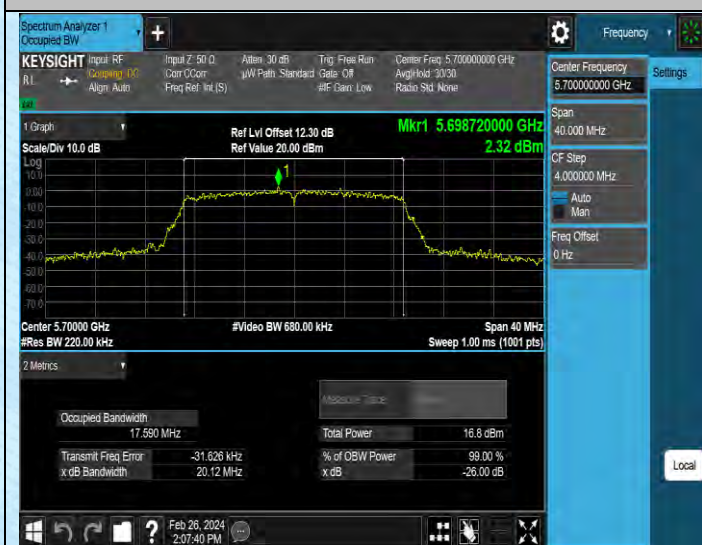 Spectrum Analyzer 1
Occupied BW
+
Frequency
KEYSIGHT
Input: RF
Coupling: DC
Align: Auto
Input Z: 50 Ω
Corr CCorr
Freq Ref: Int (S)
Atten: 30 dB
µW Path: Standard
Trig: Free Run
Gate: Off
#IF Gain: Low
Center Freq: 5.700000000 GHz
Avg|Hold: 30/30
Radio Std: None
Center Frequency
5.700000000 GHz
Settings
Span
40.000 MHz
CF Step
4.000000 MHz
Auto
Man
Freq Offset
0 Hz
1 Graph
Scale/Div 10.0 dB
Ref Lvl Offset 12.30 dB
Ref Value 20.00 dBm
Mkr1 5.698720000 GHz
2.32 dBm
Log
10.0
0.00
-10.0
-20.0
-30.0
-40.0
-50.0
-60.0
-70.0
1
Center 5.70000 GHz
#Res BW 220.00 kHz
#Video BW 680.00 kHz
Span 40 MHz
Sweep 1.00 ms (1001 pts)
2 Metrics
Measure Trace
Occupied Bandwidth
17.590 MHz
Total Power
16.8 dBm
Transmit Freq Error
-31.626 kHz
% of OBW Power
99.00 %
x dB Bandwidth
20.12 MHz
x dB
-26.00 dB
Local
?
Feb 26, 2024
2:07:40 PM